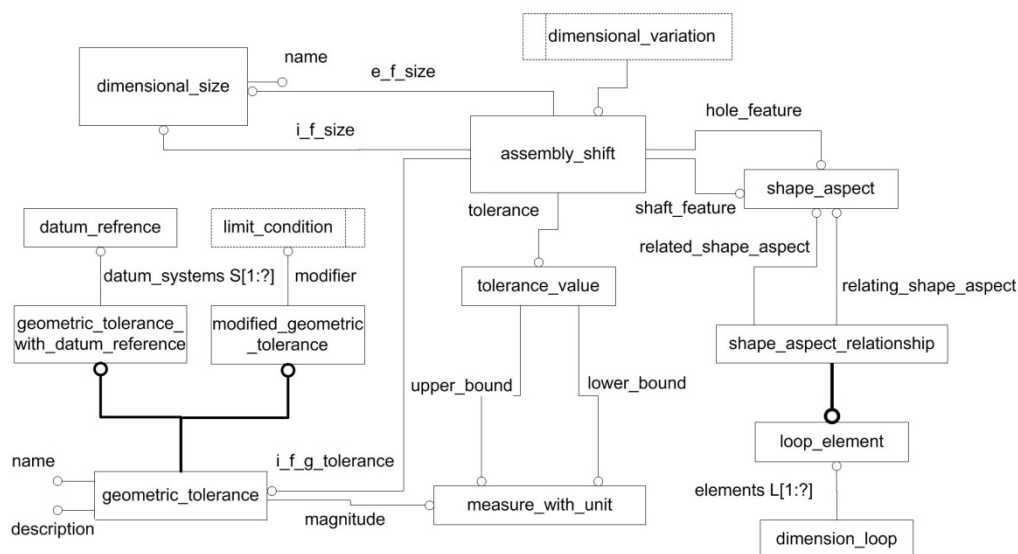 name
dimensional_variation
dimensional_size
e_f_size
hole_feature
i_f_size
assembly_shift
shape_aspect
tolerance
shaft_feature
datum_refrence
limit_condition
related_shape_aspect
datum_systems S[1:?]
modifier
tolerance_value
relating_shape_aspect
geometric_tolerance_
with_datum_reference
modified_geometric
_tolerance
shape_aspect_relationship
upper_bound
lower_bound
loop_element
name
i_f_g_tolerance
geometric_tolerance
measure_with_unit
elements L[1:?]
magnitude
description
dimension_loop